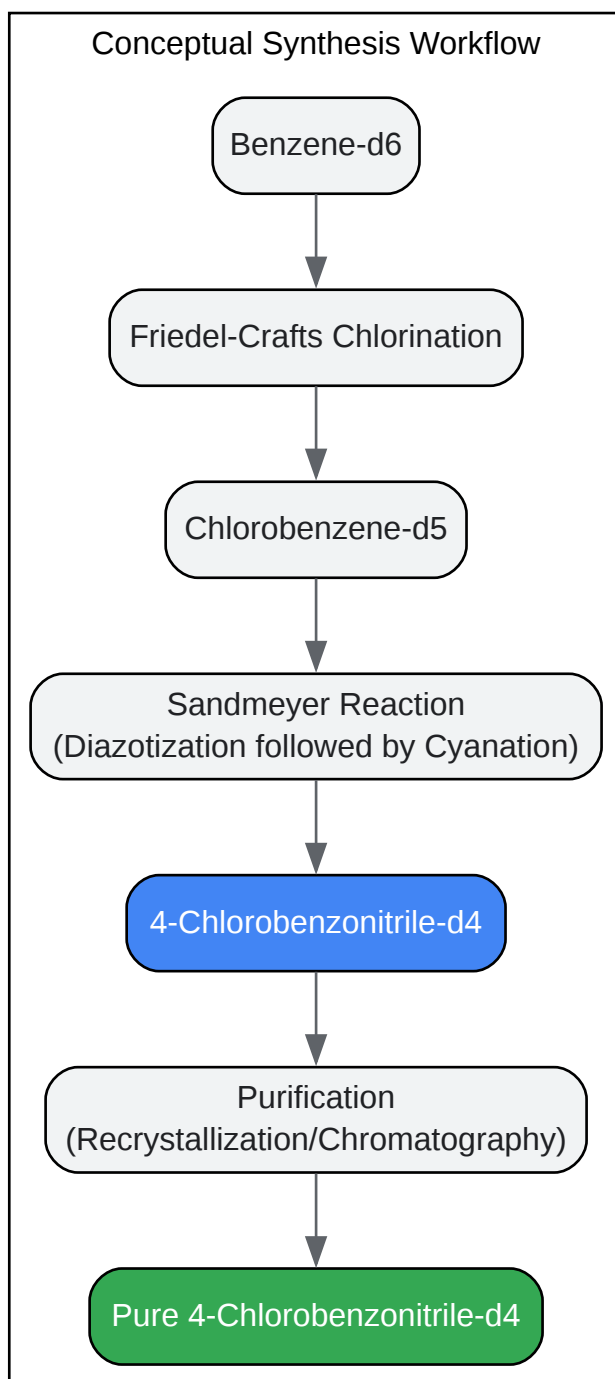 Conceptual Synthesis Workflow
Benzene-d6
Friedel-Crafts Chlorination
Chlorobenzene-d5
Sandmeyer Reaction
(Diazotization followed by Cyanation)
4-Chlorobenzonitrile-d4
Purification
(Recrystallization/Chromatography)
Pure 4-Chlorobenzonitrile-d4